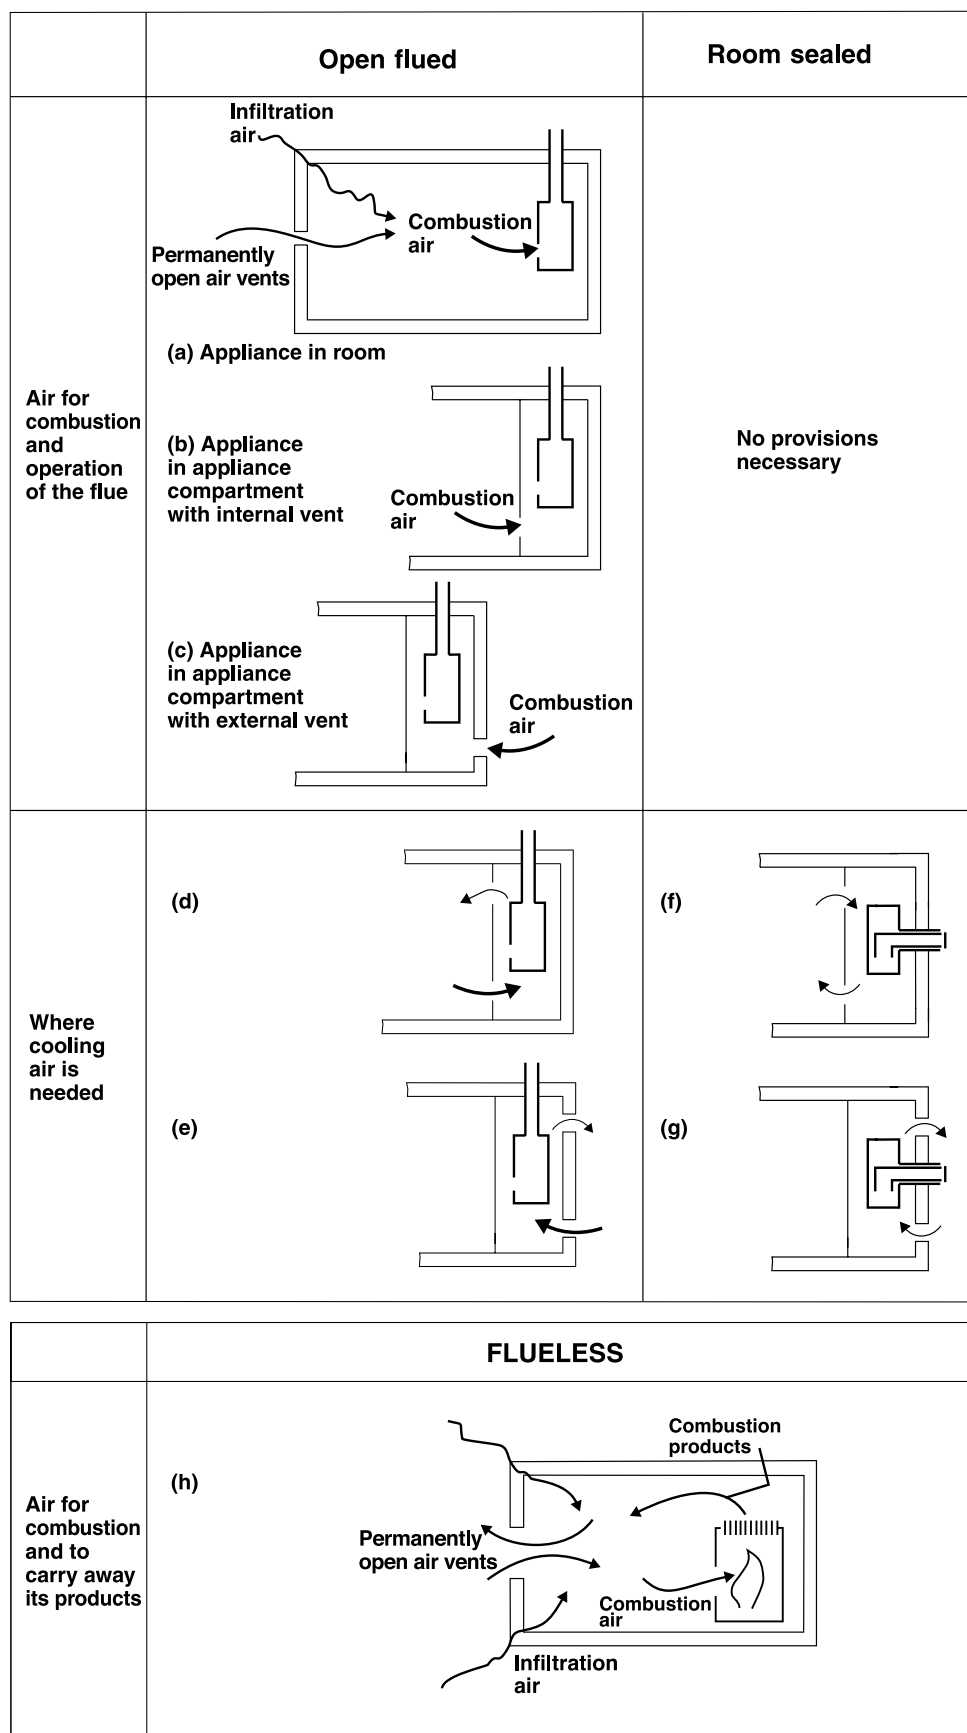 Open flued
Room sealed
Air for
combustion
and
operation
of the flue
Infiltration
air
Combustion
air
Permanently
open air vents
(a) Appliance in room
(b) Appliance
in appliance
compartment
with internal vent
Combustion
air
(c) Appliance
in appliance
compartment
with external vent
Combustion
air
No provisions
necessary
Where
cooling
air is
needed
(d)
(e)
(f)
(g)
FLUELESS
Air for
combustion
and to
carry away
its products
(h)
Combustion
products
Permanently
open air vents
Combustion
air
Infiltration
air